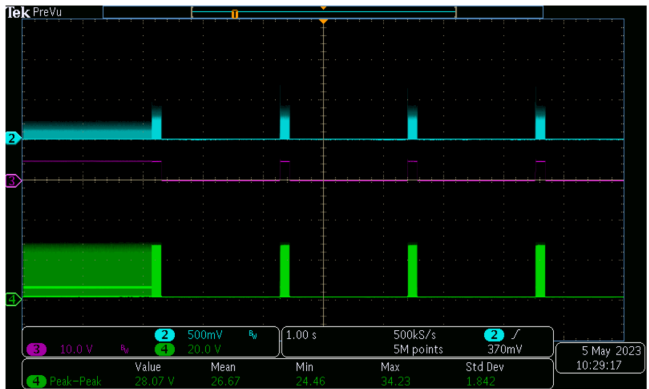 Tek PreVu
T
2
3
4
2 500mV Bw 1.00 s 500kS/s 2 ∫
3 10.0 V Bw 4 20.0 V 5M points 370mV
5 May 2023
10:29:17
Value Mean Min Max Std Dev
4 Peak-Peak 28.07 V 26.67 24.46 34.23 1.842